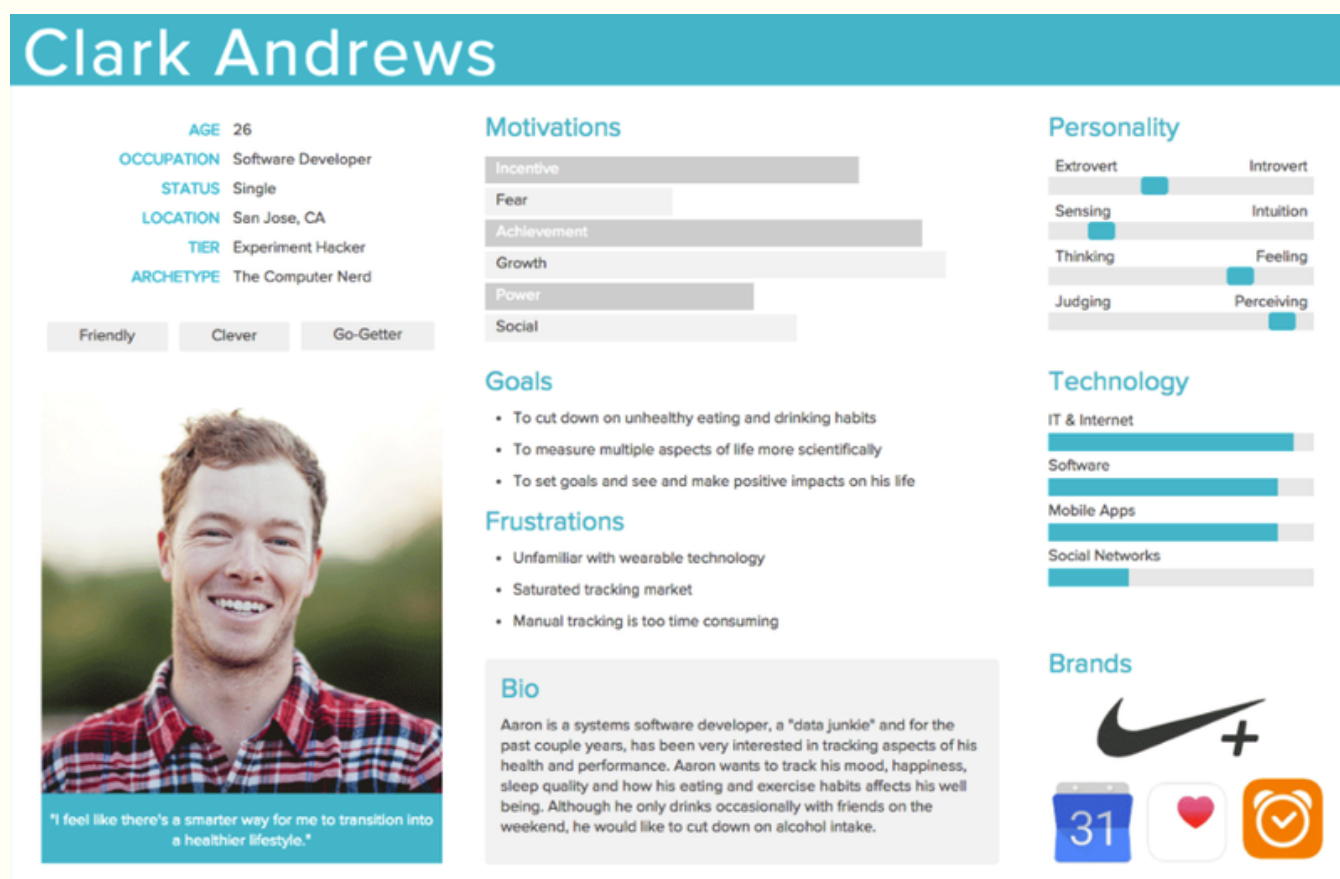 Clark Andrews
AGE 26
OCCUPATION Software Developer
STATUS Single
LOCATION San Jose, CA
TIER Experiment Hacker
ARCHETYPE The Computer Nerd
Friendly Clever Go-Getter
"I feel like there's a smarter way for me to transition into
a healthier lifestyle."
Motivations
Incentive
Fear
Achievement
Growth
Power
Social
Goals
• To cut down on unhealthy eating and drinking habits
• To measure multiple aspects of life more scientifically
• To set goals and see and make positive impacts on his life
Frustrations
• Unfamiliar with wearable technology
• Saturated tracking market
• Manual tracking is too time consuming
Bio
Aaron is a systems software developer, a "data junkie" and for the
past couple years, has been very interested in tracking aspects of his
health and performance. Aaron wants to track his mood, happiness,
sleep quality and how his eating and exercise habits affects his well
being. Although he only drinks occasionally with friends on the
weekend, he would like to cut down on alcohol intake.
Personality
Extrovert Introvert
Sensing Intuition
Thinking Feeling
Judging Perceiving
Technology
IT & Internet
Software
Mobile Apps
Social Networks
Brands
+
31